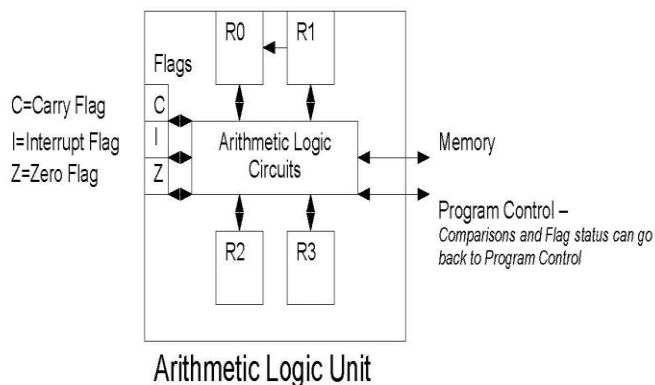 R0
R1
Flags
C=Carry Flag
C
I=Interrupt Flag
I
Z=Zero Flag
Z
Arithmetic Logic
Circuits
Memory
Program Control –
Comparisons and Flag status can go
back to Program Control
R2
R3
Arithmetic Logic Unit